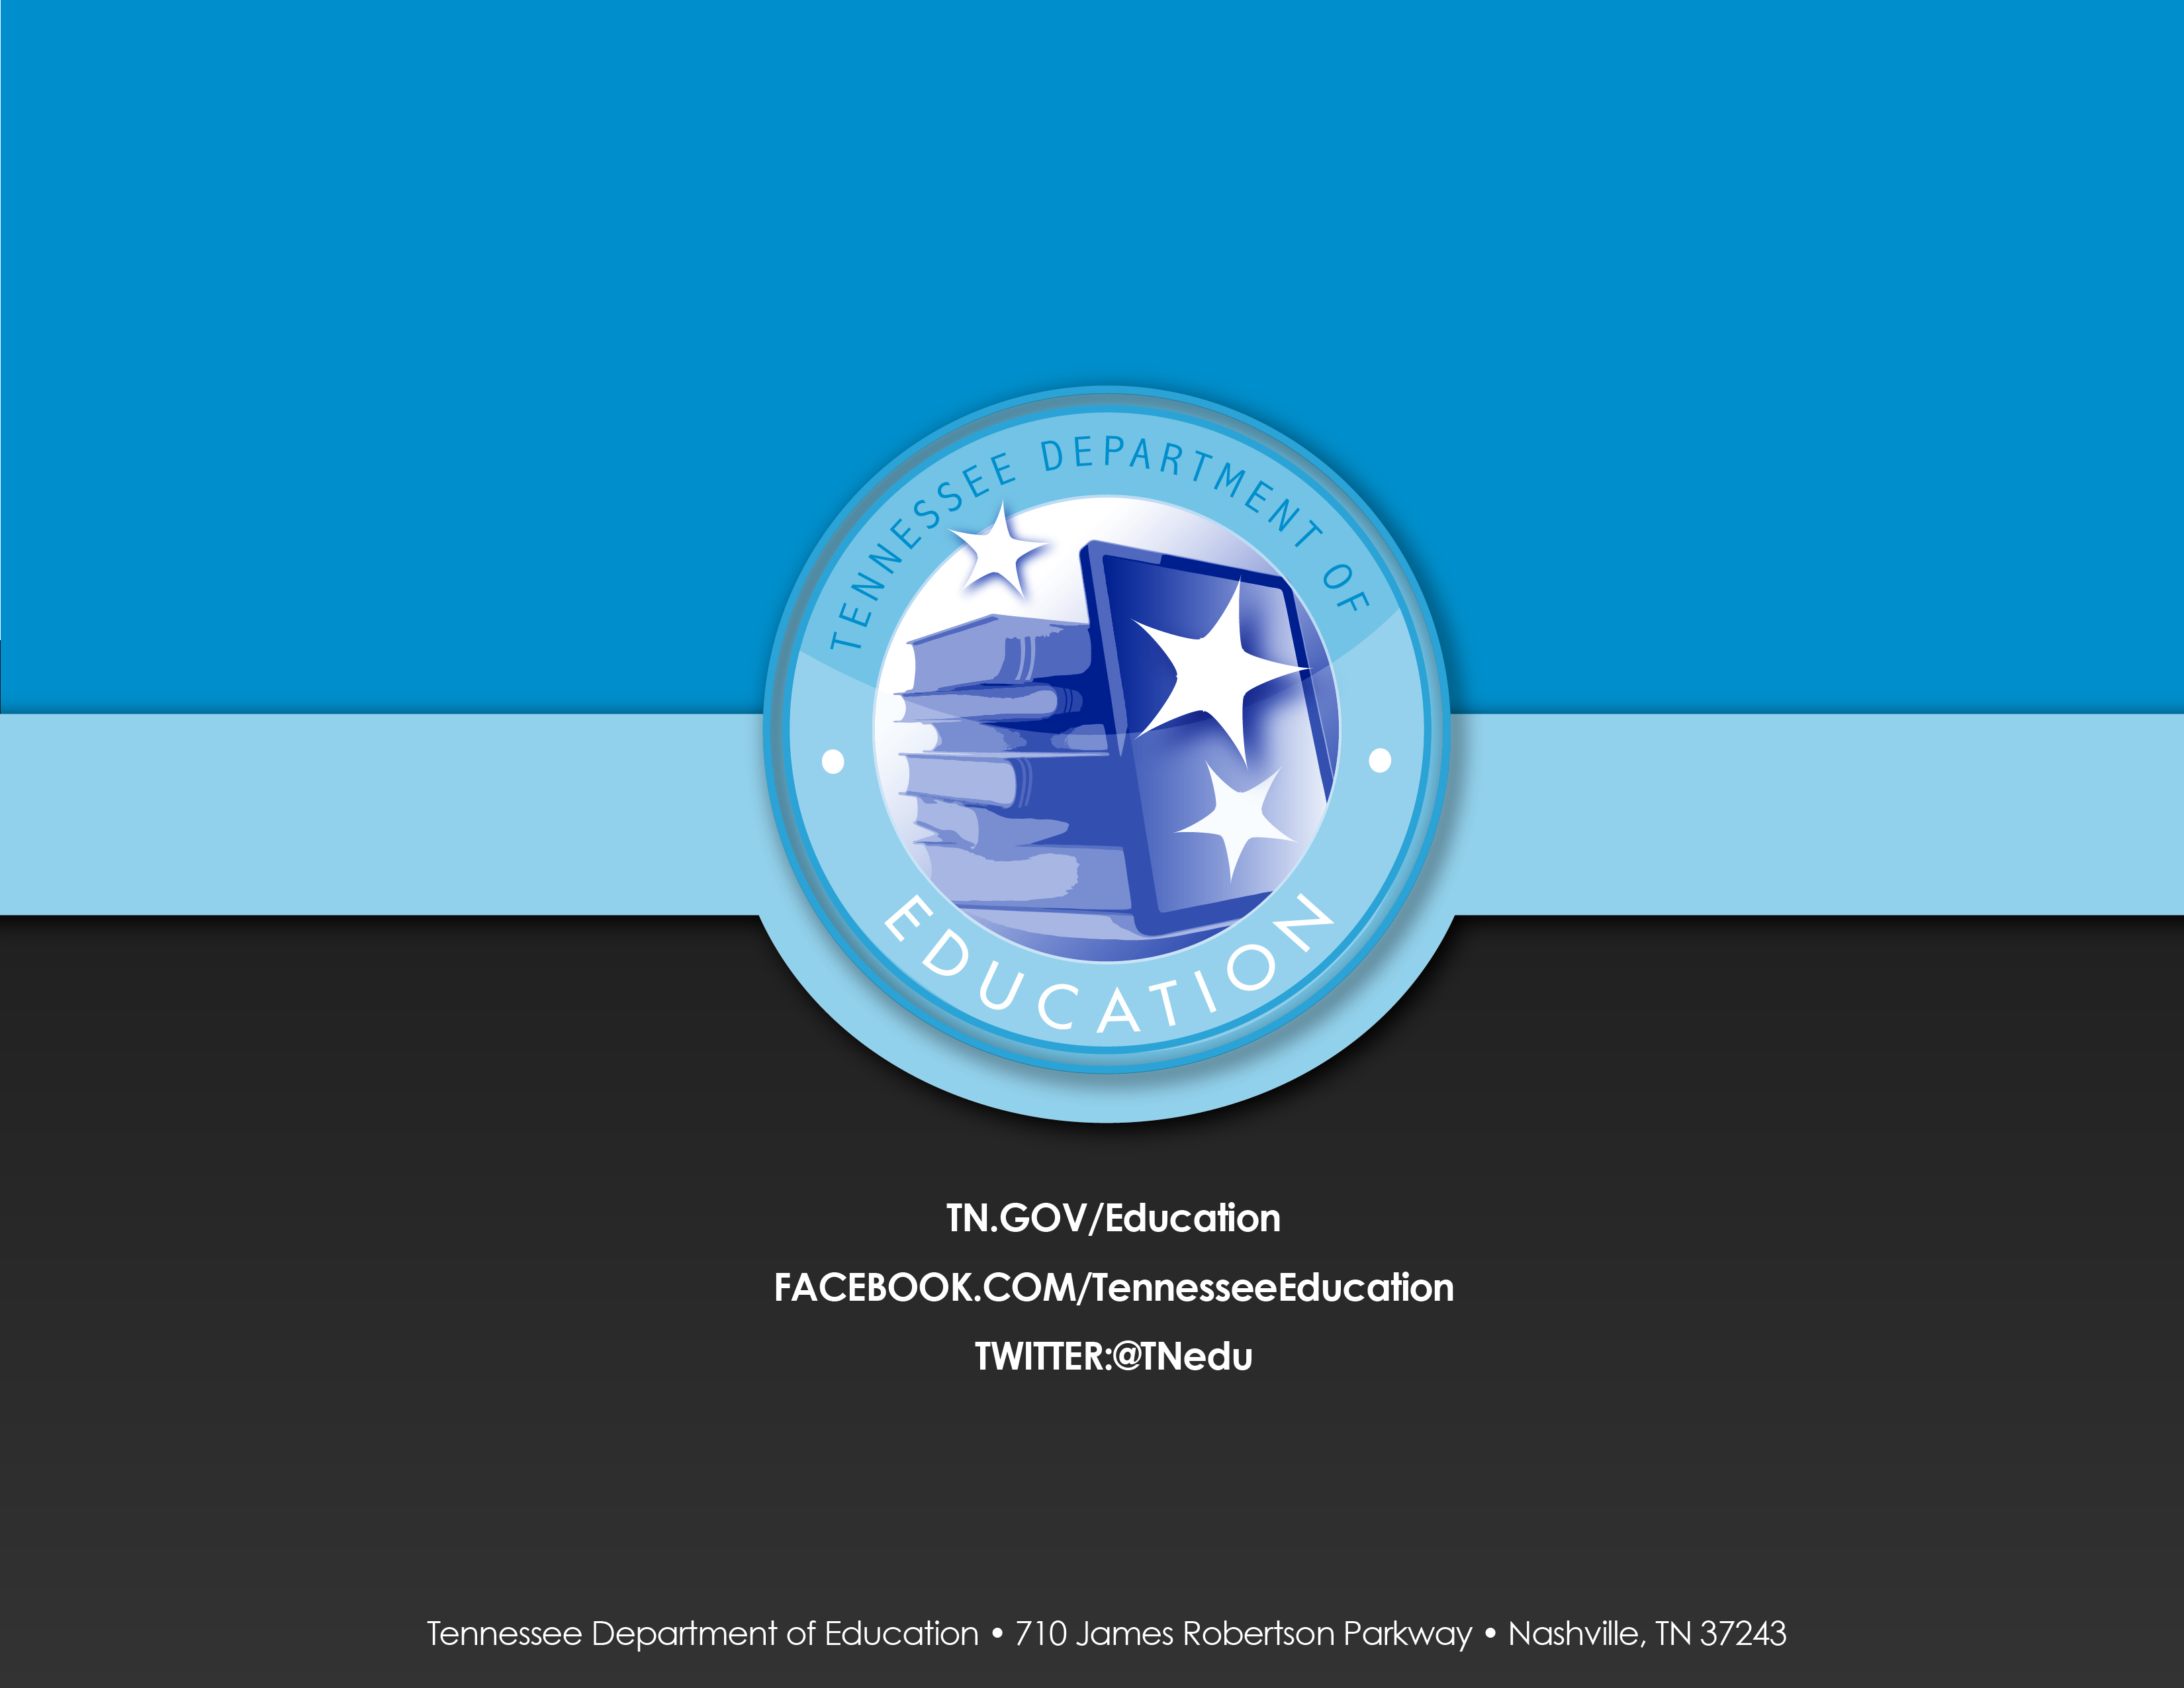 TENNESSEE DEPARTMENT OF
EDUCATION
TN.GOV/Education
FACEBOOK.COM/TennesseeEducation
TWITTER:@TNedu
Tennessee Department of Education • 710 James Robertson Parkway • Nashville, TN 37243